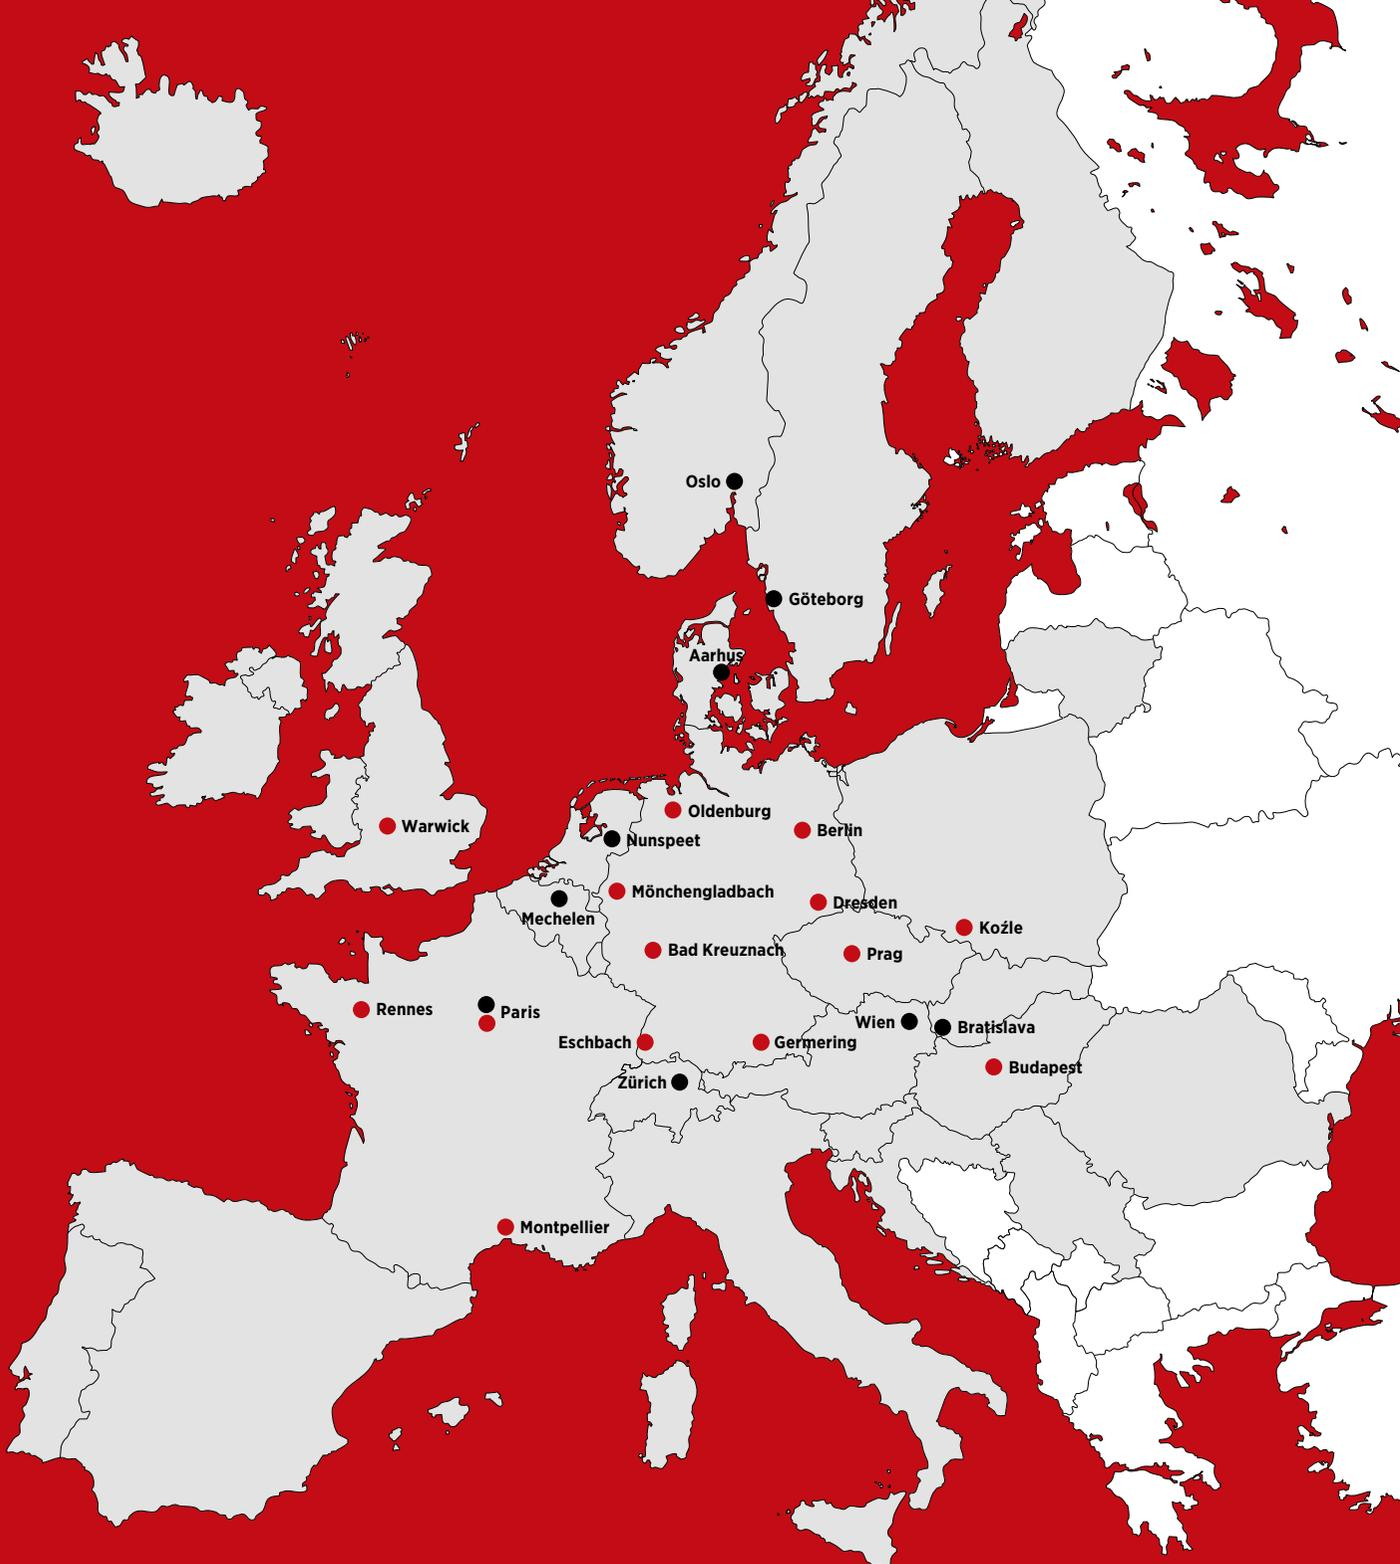 Oslo
Göteborg
Aarhus
Oldenburg
Warwick
Berlin
Nunspeet
Mönchengladbach
Dresden
Mechelen
Koźle
Bad Kreuznach
Prag
Rennes
Paris
Wien
Bratislava
Eschbach
Germering
Budapest
Zürich
Montpellier